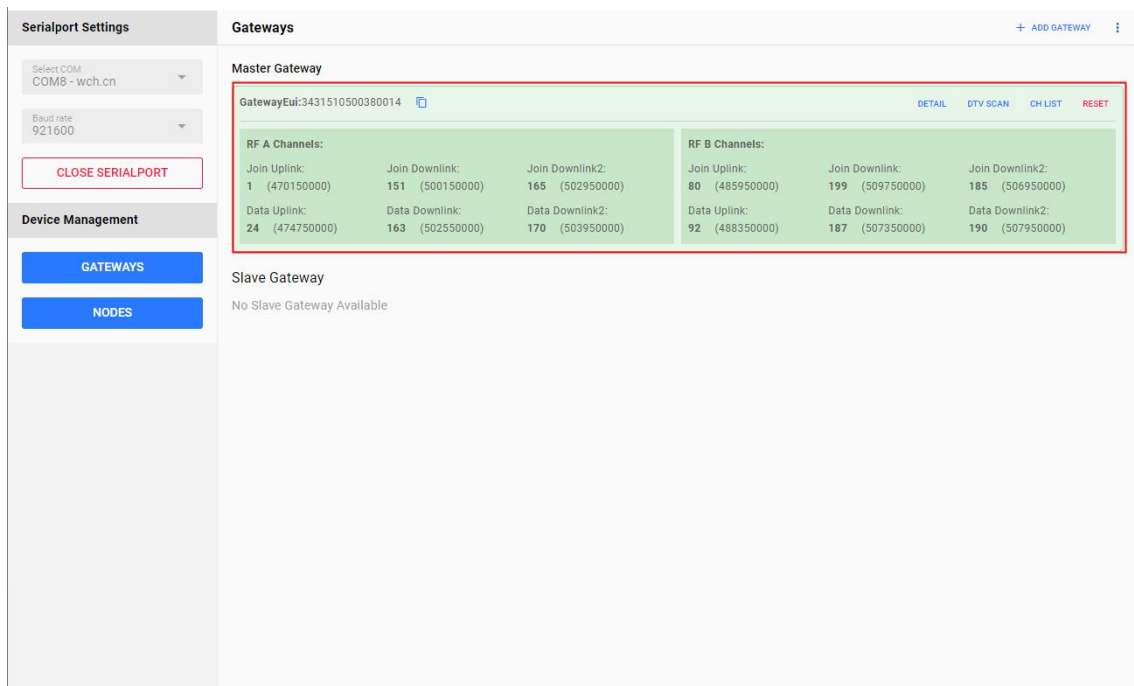 Serialport Settings
Select COM
COM8 - wch.cn
Baud rate
921600
CLOSE SERIALPORT
Device Management
GATEWAYS
NODES
Gateways
+ ADD GATEWAY
Master Gateway
GatewayEui:3431510500380014
DETAIL DTV SCAN CH LIST RESET
RF A Channels:
Join Uplink: Join Downlink: Join Downlink2:
1 (470150000) 151 (500150000) 165 (502950000)
Data Uplink: Data Downlink: Data Downlink2:
24 (474750000) 163 (502550000) 170 (503950000)
RF B Channels:
Join Uplink: Join Downlink: Join Downlink2:
80 (485950000) 199 (509750000) 185 (506950000)
Data Uplink: Data Downlink: Data Downlink2:
92 (488350000) 187 (507350000) 190 (507950000)
Slave Gateway
No Slave Gateway Available